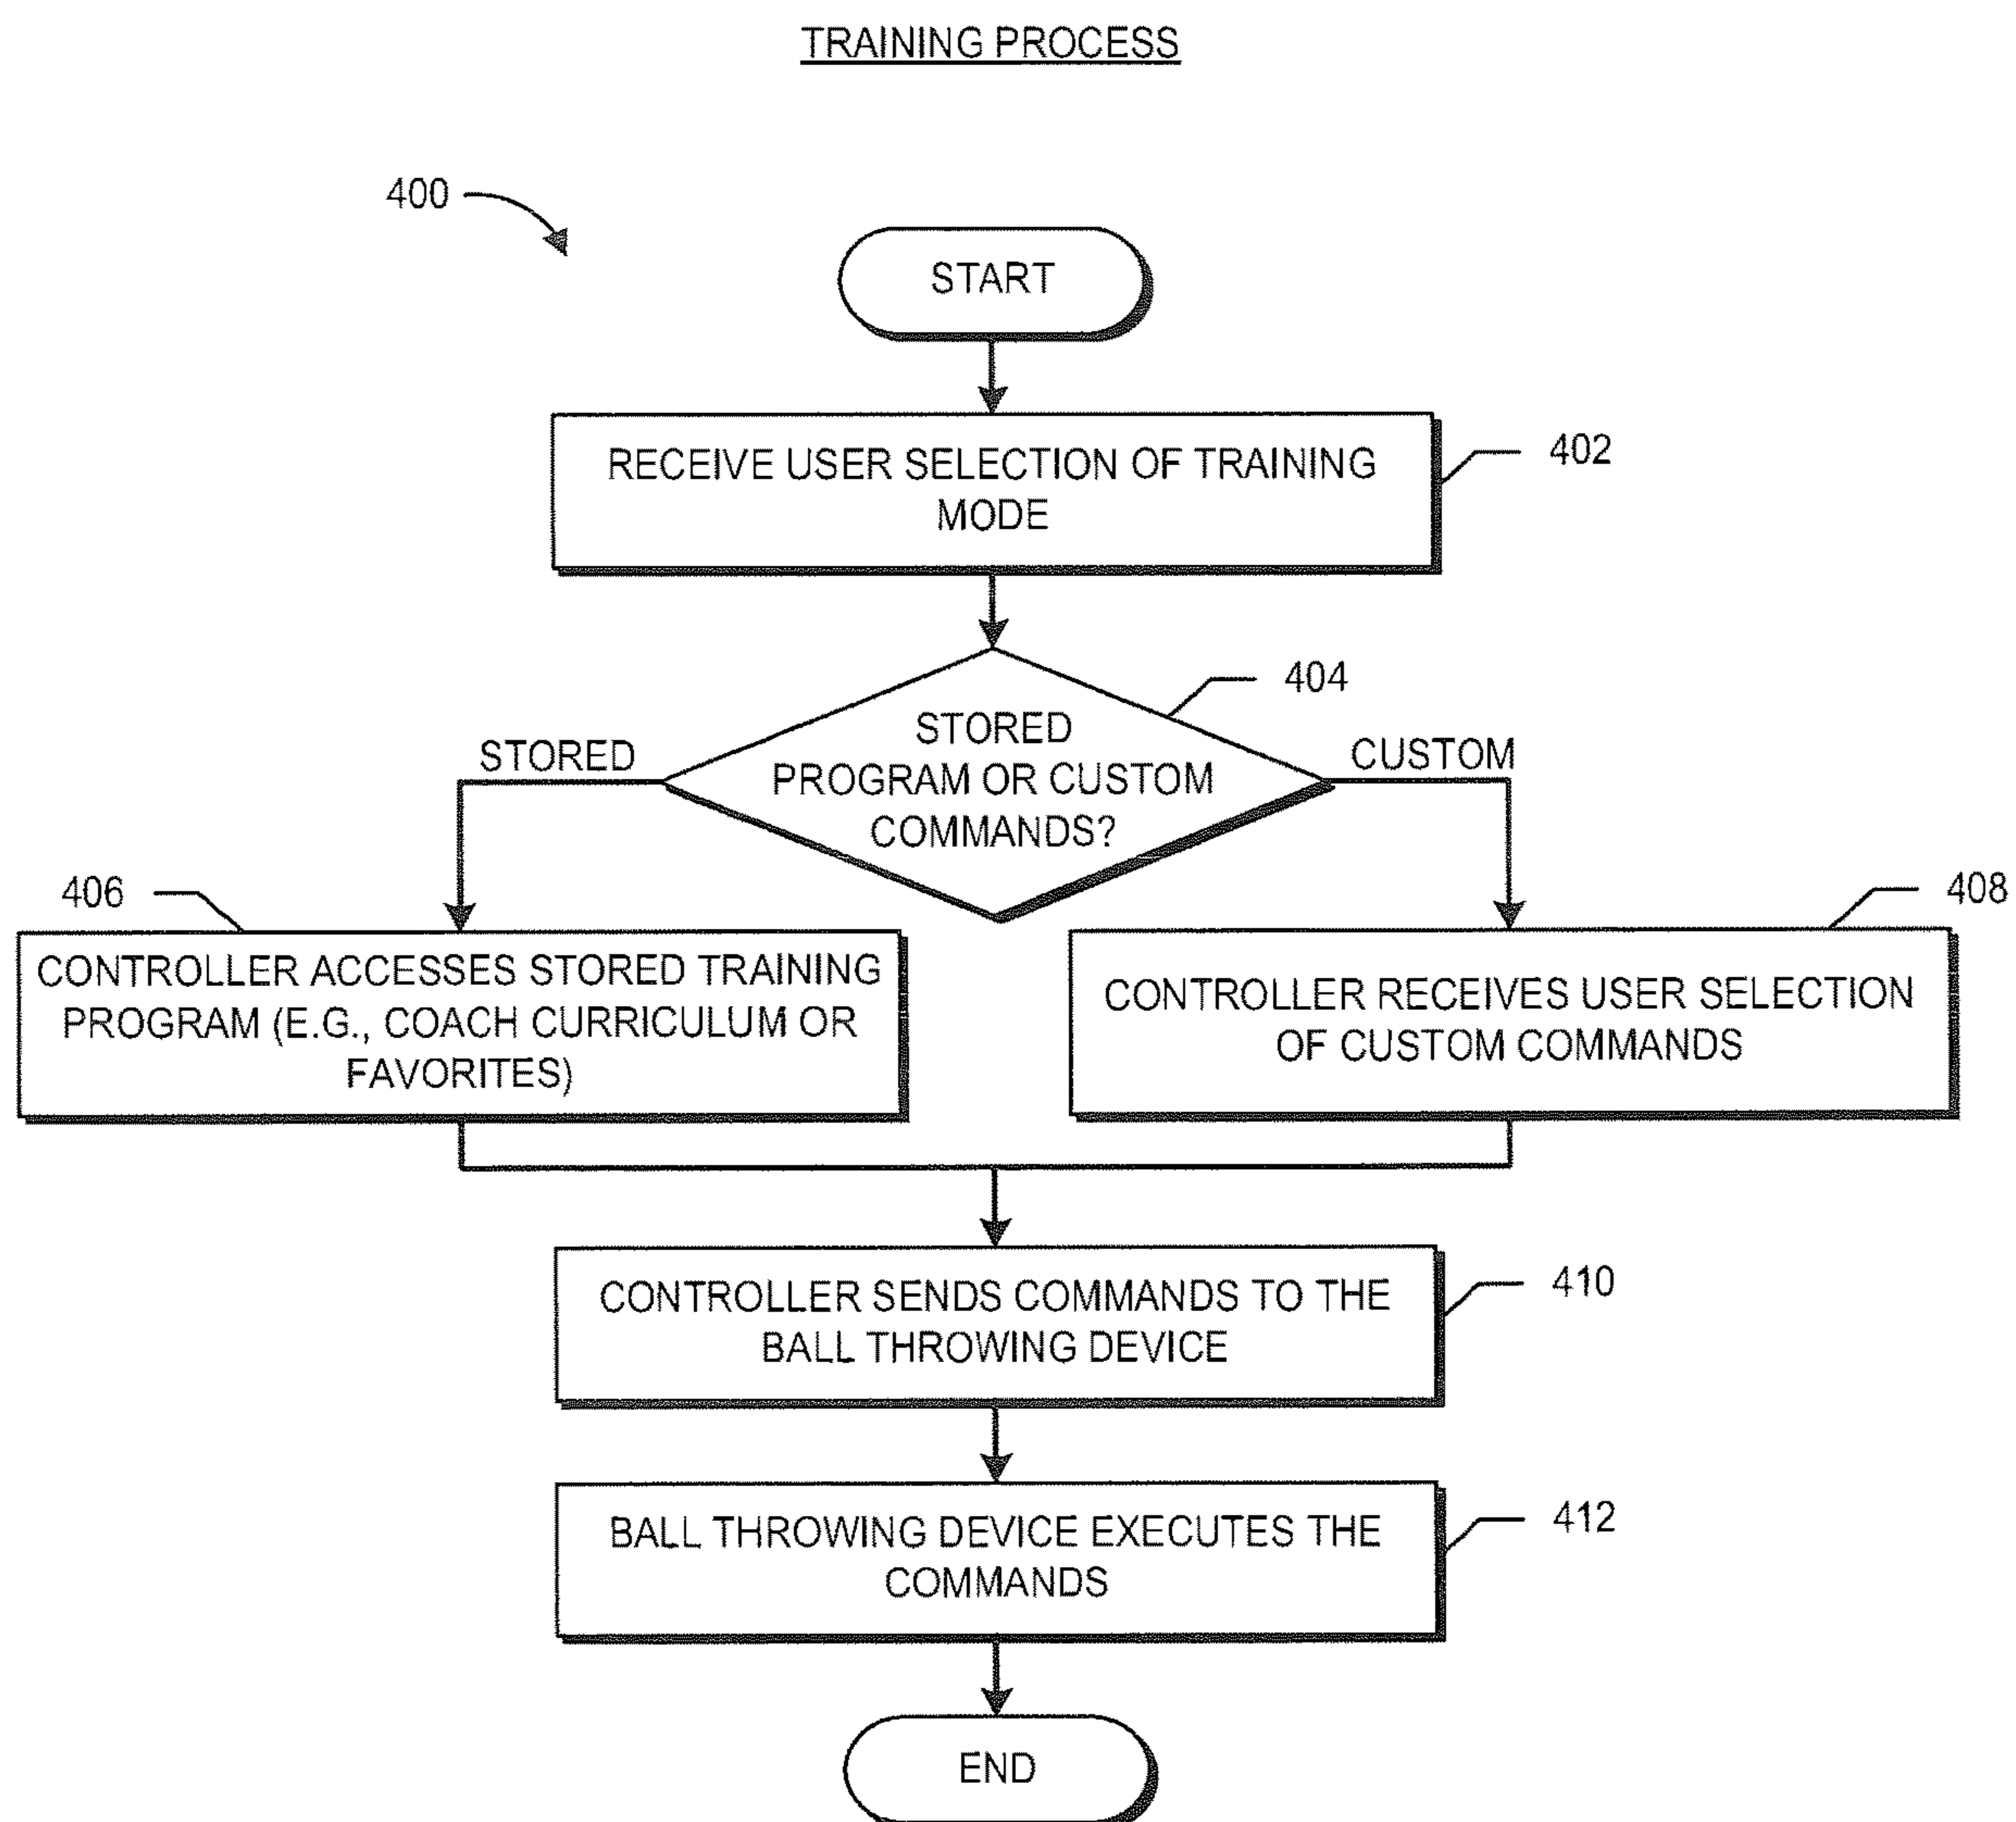 TRAINING PROCESS
400
START
RECEIVE USER SELECTION OF TRAINING
MODE
402
404
STORED
PROGRAM OR CUSTOM
COMMANDS?
STORED
CUSTOM
406
CONTROLLER ACCESSES STORED TRAINING
PROGRAM (E.G., COACH CURRICULUM OR
FAVORITES)
408
CONTROLLER RECEIVES USER SELECTION
OF CUSTOM COMMANDS
CONTROLLER SENDS COMMANDS TO THE
BALL THROWING DEVICE
410
BALL THROWING DEVICE EXECUTES THE
COMMANDS
412
END